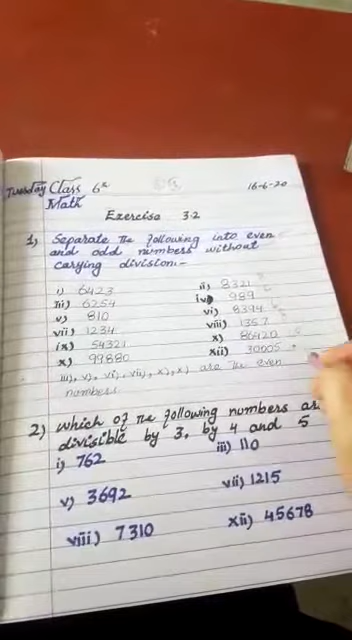 Tuesday Class 6th 16-6-20
Math
Exercise 3.2
1) Separate the following into even
and odd numbers without
carying division.-
i) 6423 ii) 8321
iii) 6254 iv) 989
v) 810 vi) 8394
vii) 1234 viii) 1357
ix) 54321 x) 86420
x) 99880 xii) 30005
iii), v), vi), vii), x), x) are the even
numbers
2) which of the following numbers are
divisible by 3, by 4 and 5
i) 762 iii) 110
v) 3692 vii) 1215
viii) 7310 xii) 45678